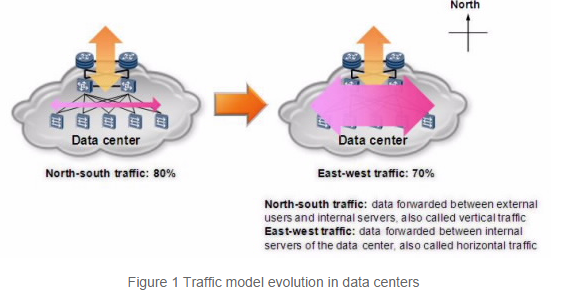 North
Data center
Data center
North-south traffic: 80%
East-west traffic: 70%
North-south traffic: data forwarded between external
users and internal servers, also called vertical traffic
East-west traffic: data forwarded between internal
servers of the data center, also called horizontal traffic
Figure 1 Traffic model evolution in data centers